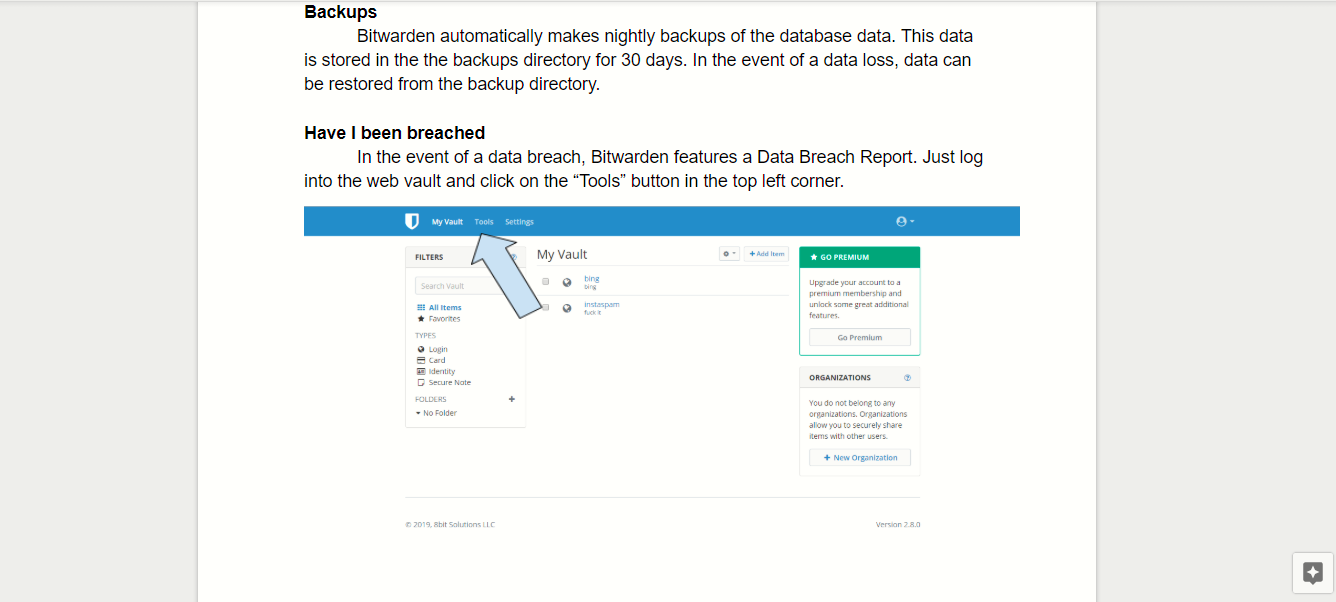 Backups
Bitwarden automatically makes nightly backups of the database data. This data
is stored in the the backups directory for 30 days. In the event of a data loss, data can
be restored from the backup directory.
Have I been breached
In the event of a data breach, Bitwarden features a Data Breach Report. Just log
into the web vault and click on the “Tools” button in the top left corner.
My Vault Tools Settings
FILTERS
Search Vault
All Items
Favorites
TYPES
Login
Card
Identity
Secure Note
FOLDERS
No Folder
My Vault
Add Item
bing
bing
instaspam
fuck it
GO PREMIUM
Upgrade your account to a
premium membership and
unlock some great additional
features.
Go Premium
ORGANIZATIONS
You do not belong to any
organizations. Organizations
allow you to securely share
items with other users.
+ New Organization
© 2019, 8bit Solutions LLC
Version 2.8.0